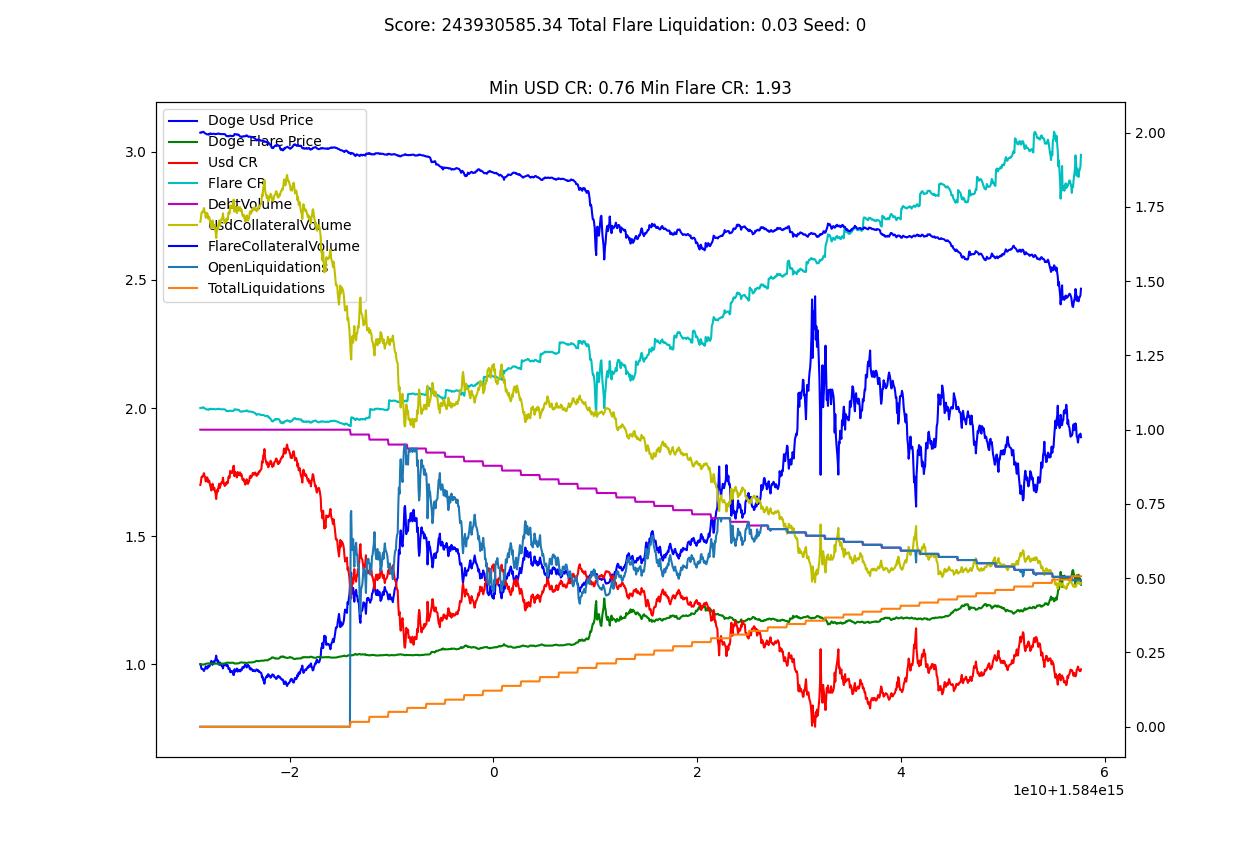 Score: 243930585.34 Total Flare Liquidation: 0.03 Seed: 0
Min USD CR: 0.76 Min Flare CR: 1.93
Doge Usd Price
Doge Flare Price
Usd CR
Flare CR
DebtVolume
UsdCollateralVolume
FlareCollateralVolume
OpenLiquidations
TotalLiquidations
3.0
2.5
2.0
1.5
1.0
2.00
1.75
1.50
1.25
1.00
0.75
0.50
0.25
0.00
−2
0
2
4
6
1e10+1.584e15